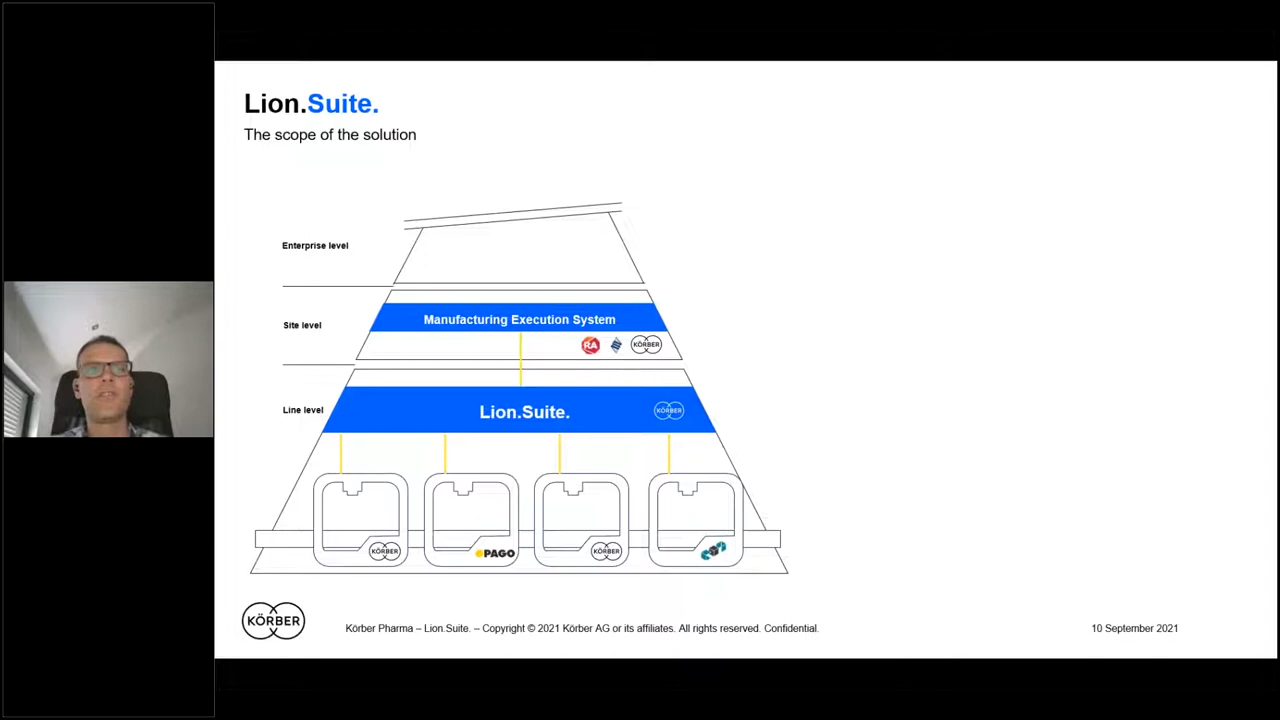 Lion.Suite.
The scope of the solution
Enterprise level
Site level
Manufacturing Execution System
RA
KÖRBER
Line level
Lion.Suite.
KÖRBER
KÖRBER
PAGO
KÖRBER
KÖRBER
Körber Pharma – Lion.Suite. – Copyright © 2021 Körber AG or its affiliates. All rights reserved. Confidential.
10 September 2021